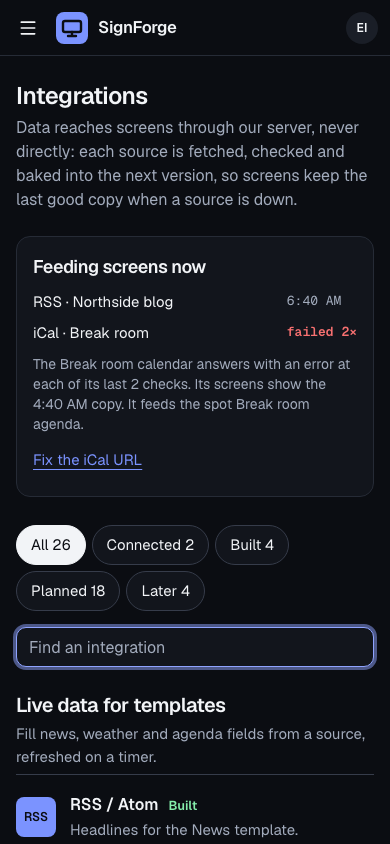 SignForge
EI
Integrations
Data reaches screens through our server, never
directly: each source is fetched, checked and
baked into the next version, so screens keep the
last good copy when a source is down.
Feeding screens now
RSS · Northside blog 6:40 AM
iCal · Break room failed 2×
The Break room calendar answers with an error at
each of its last 2 checks. Its screens show the
4:40 AM copy. It feeds the spot Break room
agenda.
Fix the iCal URL
All 26 Connected 2 Built 4
Planned 18 Later 4
Find an integration
Live data for templates
Fill news, weather and agenda fields from a source,
refreshed on a timer.
RSS RSS / Atom Built
Headlines for the News template.